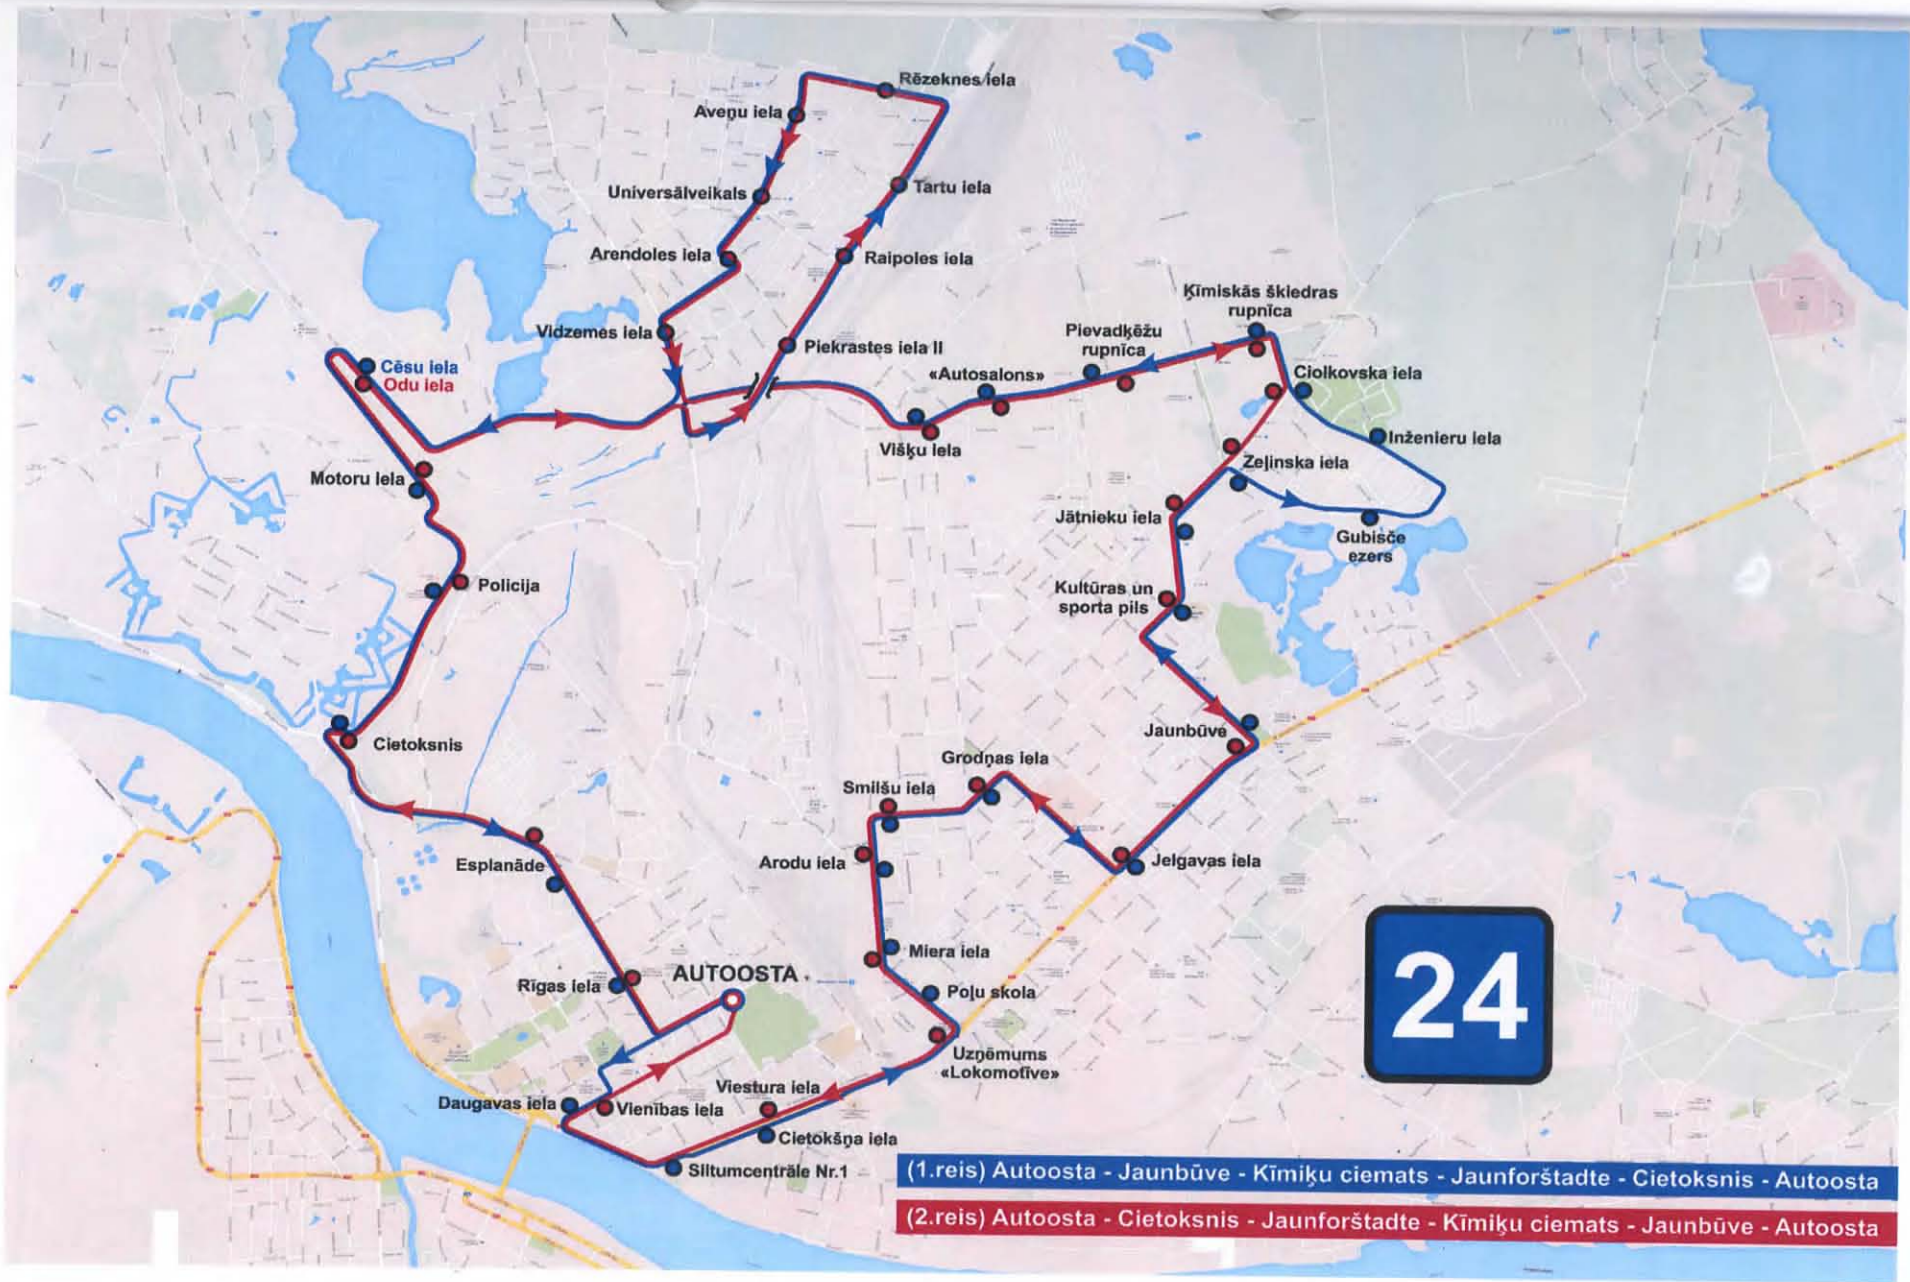 Rēzeknes iela
Aveņu iela
Universālveikals
Tartu iela
Arendoles iela
Raipoles iela
Vidzemes iela
Piekrastes iela II
Ķīmiskās šķiedras
rupnīca
Pievadķēžu
rupnīca
«Autosalons»
Cēsu iela
Odu iela
Ciolkovska iela
Višķu iela
Inženieru iela
Zeļinska iela
Motoru iela
Jātnieku iela
Gubišče
ezers
Policija
Kultūras un
sporta pils
Cietoksnis
Jaunbūve
Grodņas iela
Smilšu iela
Esplanāde
Arodu iela
Jelgavas iela
Miera iela
AUTOOSTA
Rīgas iela
Poļu skola
24
Uzņēmums
«Lokomotīve»
Viestura iela
Daugavas iela
Vienības iela
Cietokšņa iela
Siltumcentrāle Nr.1
(1.reis) Autoosta - Jaunbūve - Kīmiķu ciemats - Jaunforštadte - Cietoksnis - Autoosta
(2.reis) Autoosta - Cietoksnis - Jaunforštadte - Kīmiķu ciemats - Jaunbūve - Autoosta